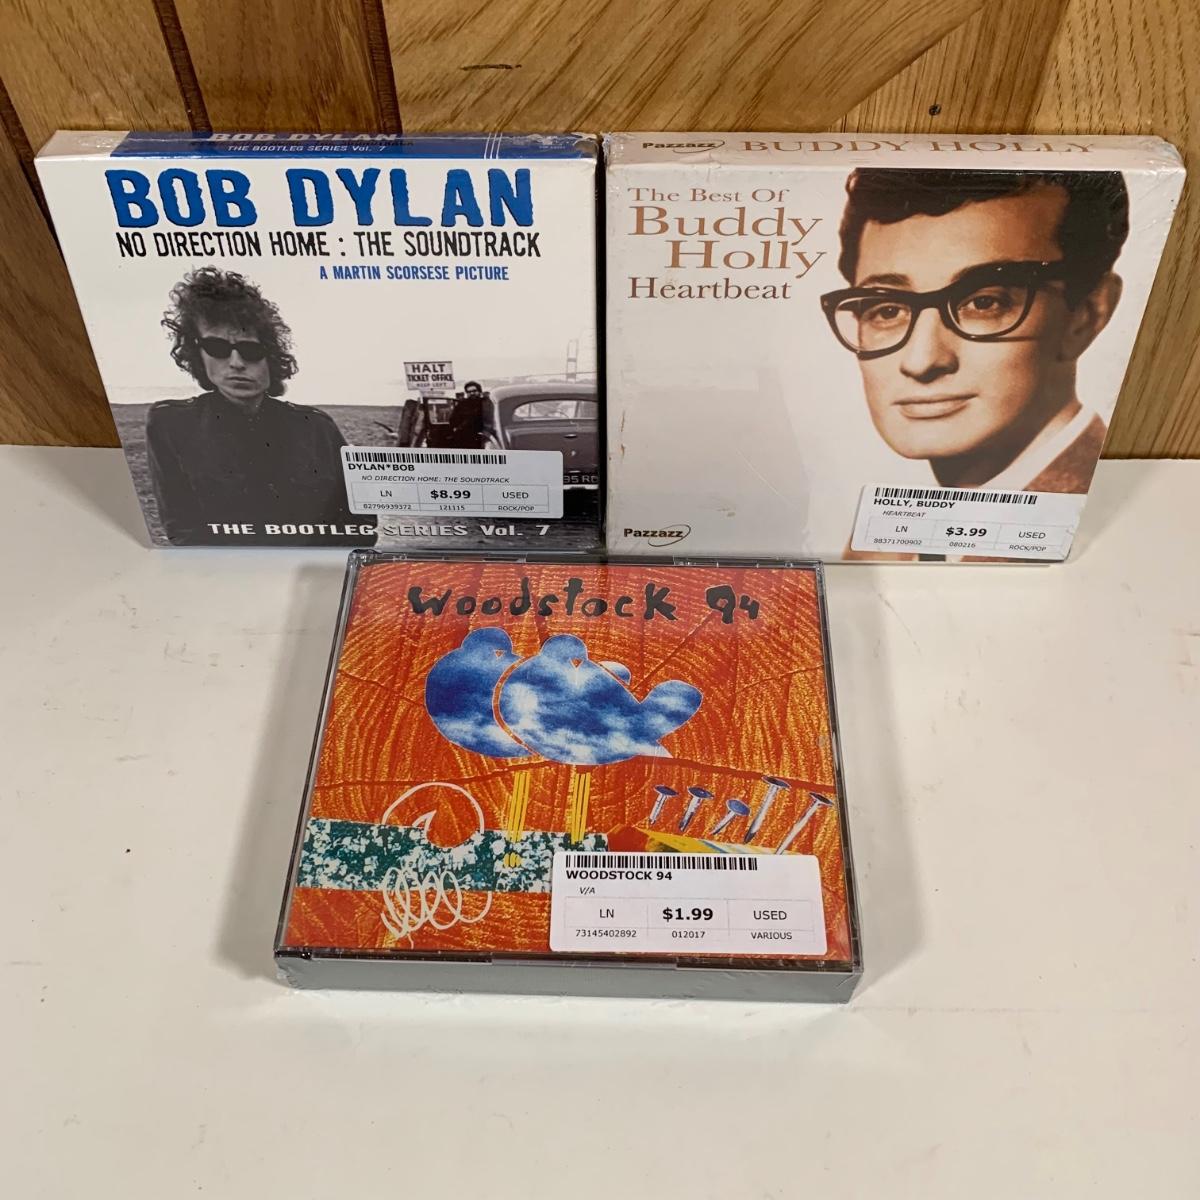 BOB DYLAN
THE BOOTLEG SERIES Vol. 7
BOB DYLAN
NO DIRECTION HOME : THE SOUNDTRACK
A MARTIN SCORSESE PICTURE
HALT
TICKET OFFICE
KEEP LEFT
DYLAN*BOB
NO DIRECTION HOME: THE SOUNDTRACK
LN $8.99 USED
82796939372 121115 ROCK/POP
THE BOOTLEG SERIES Vol. 7
Pazzazz BUDDY HOLLY
The Best Of
Buddy
Holly
Heartbeat
Pazzazz
HOLLY, BUDDY
HEARTBEAT
LN $3.99 USED
88371700902 080216 ROCK/POP
Woodstock 94
WOODSTOCK 94
V/A
LN $1.99 USED
73145402892 012017 VARIOUS